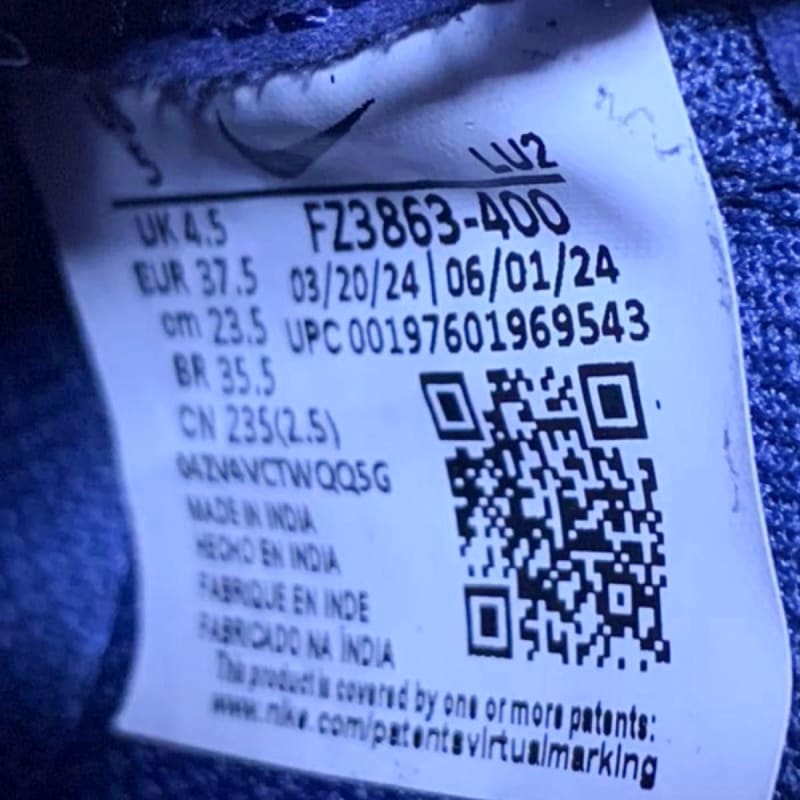 5
LU2
UK 4.5
FZ3863-400
EUR 37.5
03/20/24 | 06/01/24
cm 23.5
UPC 00197601969543
BR 35.5
CN 235(2.5)
04ZV4VCTWQQ5G
MADE IN INDIA
HECHO EN INDIA
FABRIQUE EN INDE
FABRICADO NA ÍNDIA
This product is covered by one or more patents:
www.nike.com/patentsvirtualmarking